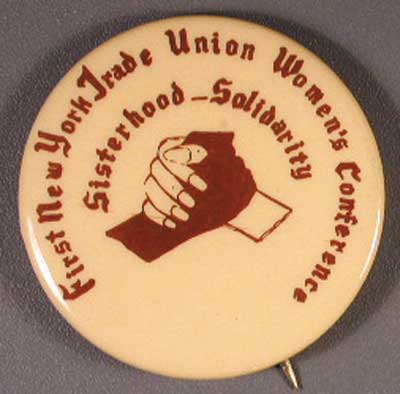 First New York Trade Union Women's Conference
Sisterhood - Solidarity